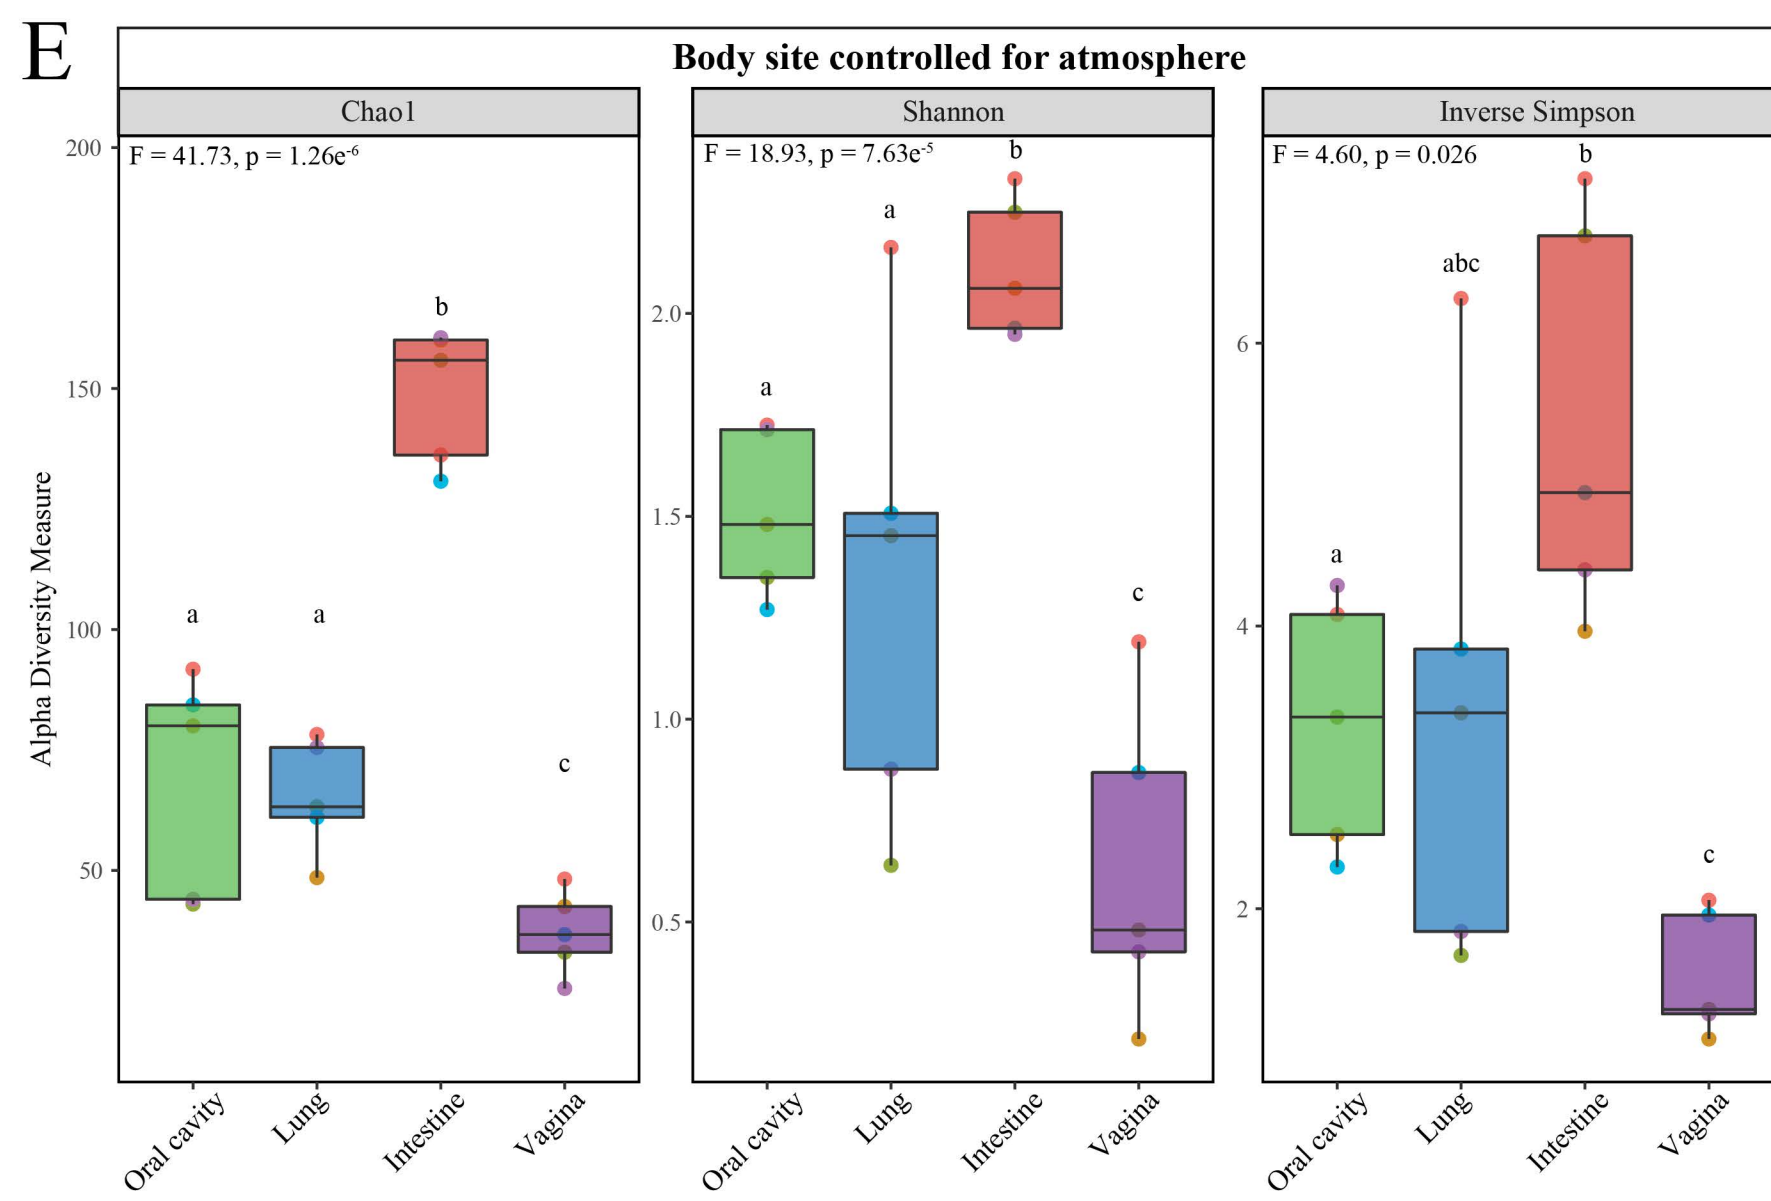 E
Body site controlled for atmosphere
Chao1
Shannon
Inverse Simpson
F = 41.73, p = 1.26e-6
F = 18.93, p = 7.63e-5
F = 4.60, p = 0.026
Alpha Diversity Measure
200
150
100
50
a
a
b
c
2.0
1.5
1.0
0.5
a
a
b
c
6
4
2
a
abc
b
c
Oral cavity
Lung
Intestine
Vagina
Oral cavity
Lung
Intestine
Vagina
Oral cavity
Lung
Intestine
Vagina